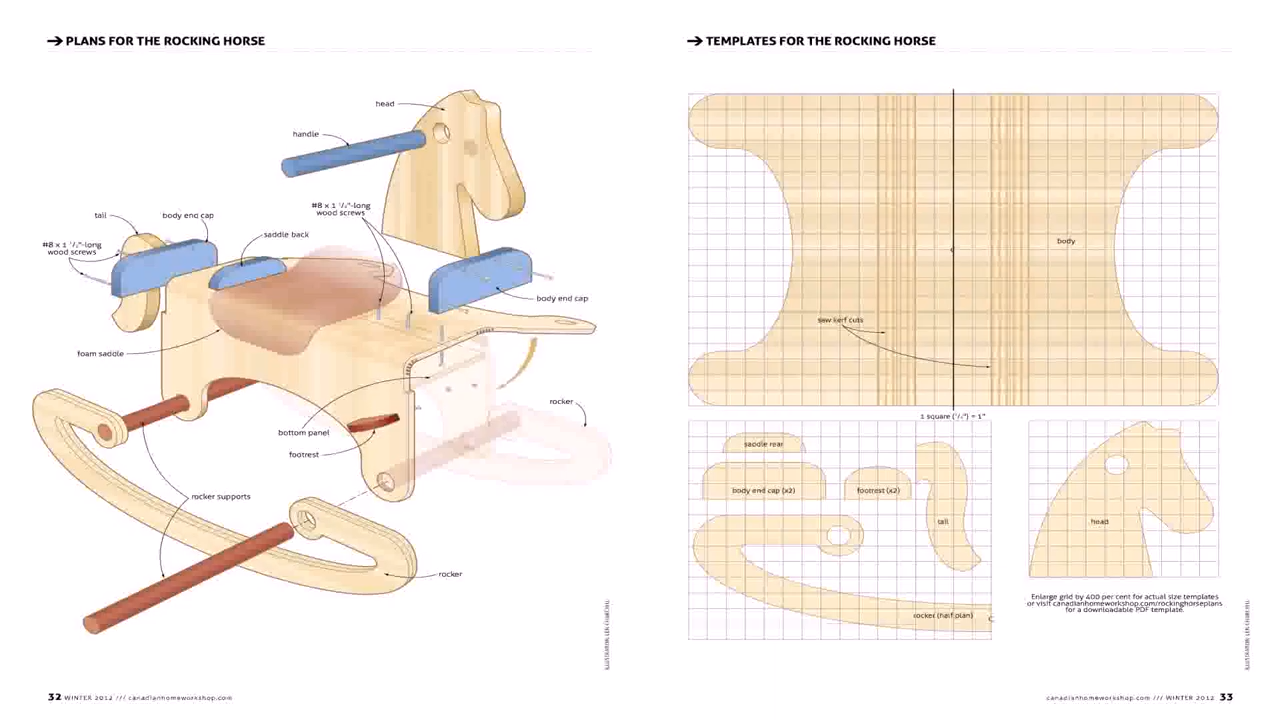 → PLANS FOR THE ROCKING HORSE
head
handle
#8 x 1 1/4"-long
wood screws
tail
body end cap
saddle back
#8 x 1 1/4"-long
wood screws
body end cap
foam saddle
rocker
bottom panel
footrest
rocker supports
rocker
32 WINTER 2012 /// canadianhomeworkshop.com
→ TEMPLATES FOR THE ROCKING HORSE
body
saw kerf cuts
1 square (1/4") = 1"
saddle rear
body end cap (x2)
footrest (x2)
tail
head
rocker (half plan)
Enlarge grid by 400 per cent for actual size templates
or visit canadianhomeworkshop.com/rockinghorseplans
for a downloadable PDF template.
canadianhomeworkshop.com /// WINTER 2012 33